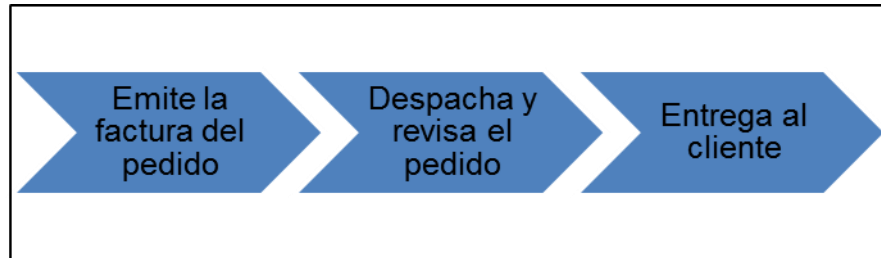 Emite la
factura del
pedido
Despacha y
revisa el
pedido
Entrega al
cliente